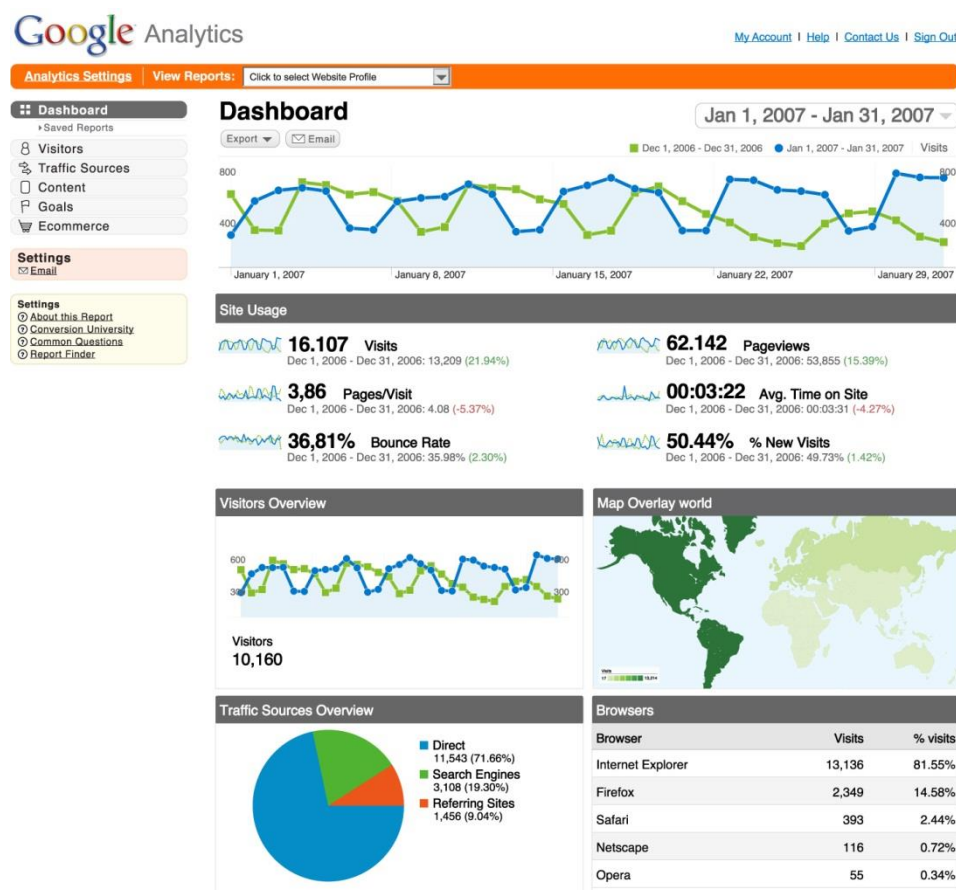 Google Analytics
My Account | Help | Contact Us | Sign Out
Analytics Settings | View Reports: Click to select Website Profile
Dashboard
Saved Reports
Visitors
Traffic Sources
Content
Goals
Ecommerce
Settings
Email
Settings
About this Report
Conversion University
Common Questions
Report Finder
Dashboard
Jan 1, 2007 - Jan 31, 2007
Export
Email
Dec 1, 2006 - Dec 31, 2006 Jan 1, 2007 - Jan 31, 2007 Visits
800 800
400 400
January 1, 2007 January 8, 2007 January 15, 2007 January 22, 2007 January 29, 2007
Site Usage
16.107 Visits
Dec 1, 2006 - Dec 31, 2006: 13,209 (21.94%)
62.142 Pageviews
Dec 1, 2006 - Dec 31, 2006: 53,855 (15.39%)
3,86 Pages/Visit
Dec 1, 2006 - Dec 31, 2006: 4.08 (-5.37%)
00:03:22 Avg. Time on Site
Dec 1, 2006 - Dec 31, 2006: 00:03:31 (-4.27%)
36,81% Bounce Rate
Dec 1, 2006 - Dec 31, 2006: 35.98% (2.30%)
50.44% % New Visits
Dec 1, 2006 - Dec 31, 2006: 49.73% (1.42%)
Visitors Overview
600 600
300 300
Visitors
10,160
Map Overlay world
Visits
Traffic Sources Overview
Direct
11,543 (71.66%)
Search Engines
3,108 (19.30%)
Referring Sites
1,456 (9.04%)
Browsers
Browser Visits % visits
Internet Explorer 13,136 81.55%
Firefox 2,349 14.58%
Safari 393 2.44%
Netscape 116 0.72%
Opera 55 0.34%